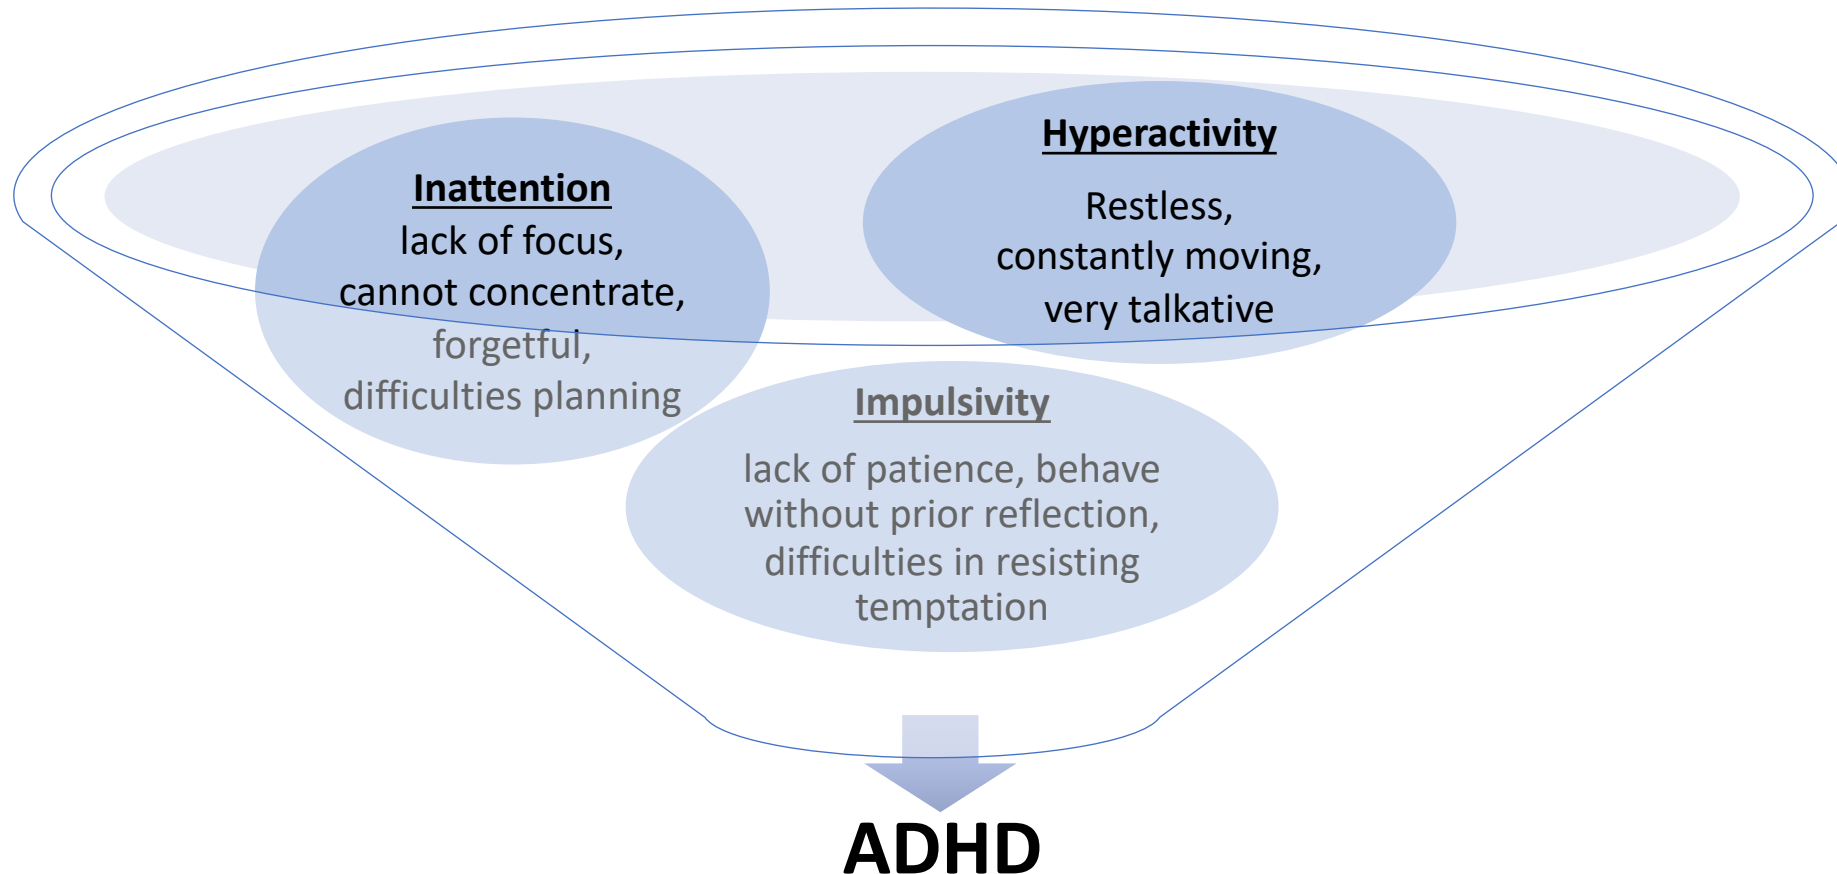 Inattention
lack of focus,
cannot concentrate,
forgetful,
difficulties planning
Hyperactivity
Restless,
constantly moving,
very talkative
Impulsivity
lack of patience, behave
without prior reflection,
difficulties in resisting
temptation
ADHD